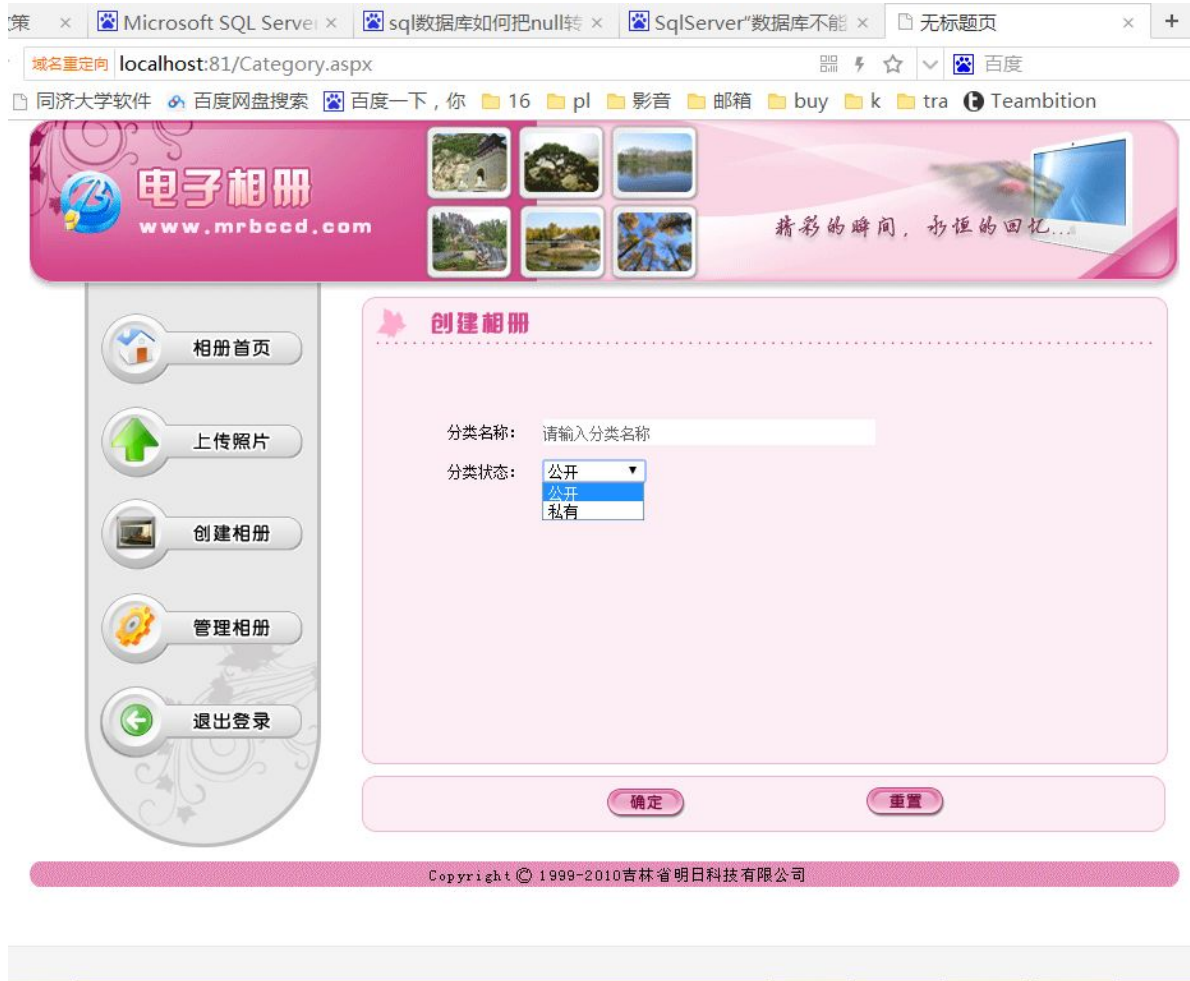 策 × Microsoft SQL Server × sql数据库如何把null转 × SqlServer“数据库不能 × 无标题页 × +
域名重定向 localhost:81/Category.aspx 百度
同济大学软件 百度网盘搜索 百度一下，你 16 pl 影音 邮箱 buy k tra Teambition
电子相册
www.mrbccd.com
精彩的瞬间，永恒的回忆...
创建相册
相册首页
上传照片
创建相册
管理相册
退出登录
分类名称： 请输入分类名称
分类状态： 公开
公开
私有
确定 重置
Copyright © 1999-2010吉林省明日科技有限公司